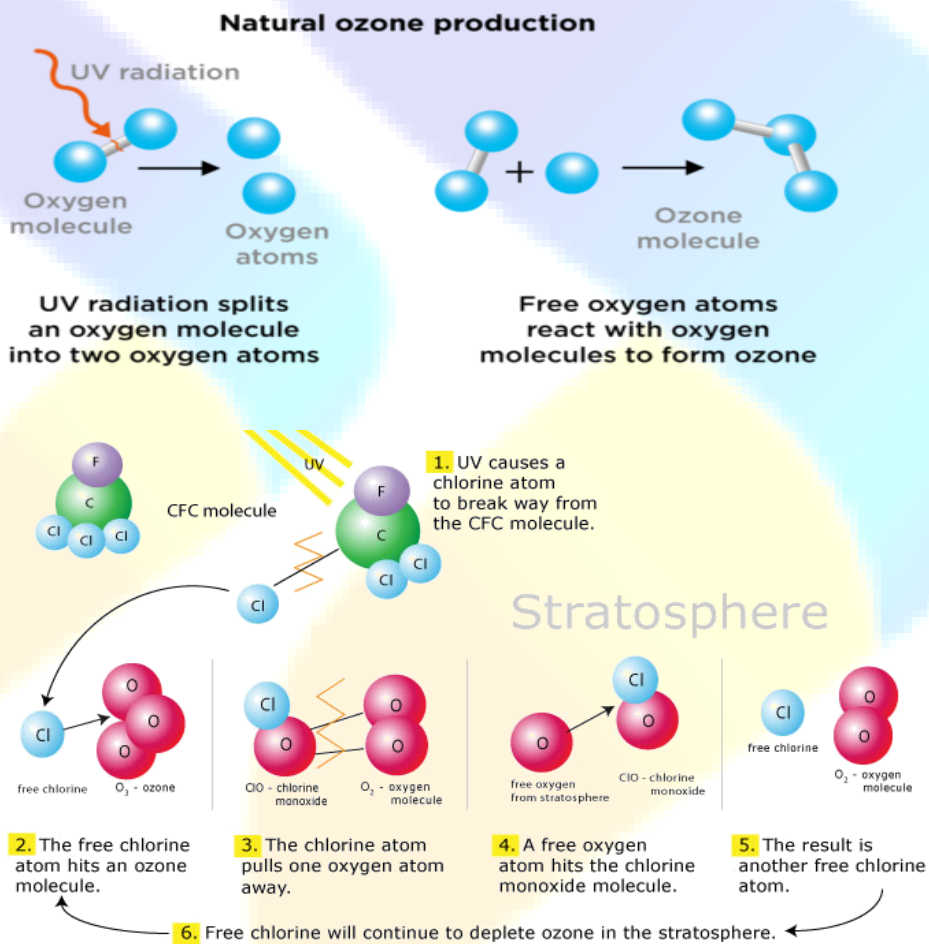 Natural ozone production
UV radiation
Oxygen
molecule
Oxygen
atoms
+
Ozone
molecule
UV radiation splits
an oxygen molecule
into two oxygen atoms
Free oxygen atoms
react with oxygen
molecules to form ozone
F
C
Cl
Cl
Cl
CFC molecule
UV
F
C
Cl
Cl
Cl
1. UV causes a
chlorine atom
to break way from
the CFC molecule.
Stratosphere
Cl
O
O
O
free chlorine
O₃ - ozone
2. The free chlorine
atom hits an ozone
molecule.
Cl
O
O
O
ClO - chlorine
monoxide
O₂ - oxygen
molecule
3. The chlorine atom
pulls one oxygen atom
away.
O
Cl
O
free oxygen
from stratosphere
ClO - chlorine
monoxide
4. A free oxygen
atom hits the chlorine
monoxide molecule.
Cl
O
O
free chlorine
O₂ - oxygen
molecule
5. The result is
another free chlorine
atom.
6. Free chlorine will continue to deplete ozone in the stratosphere.